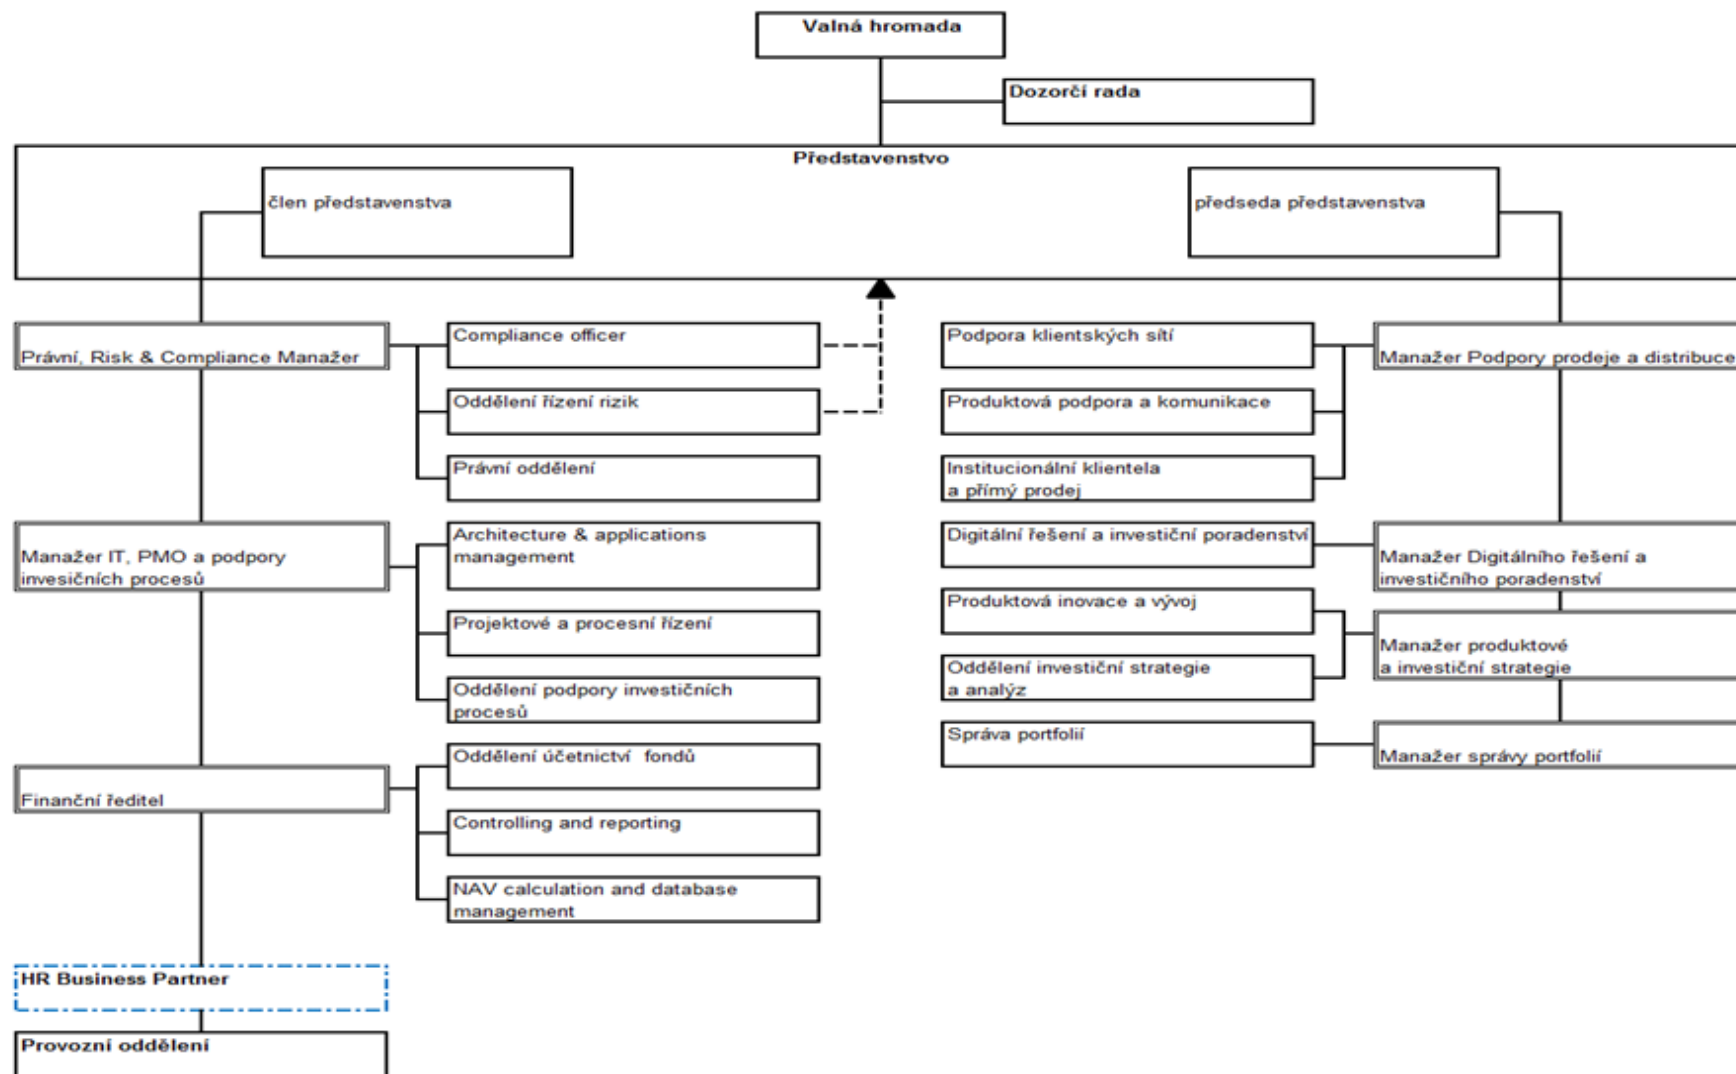 Valná hromada
Dozorčí rada
Představenstvo
člen představenstva
předseda představenstva
Právní, Risk & Compliance Manažer
Compliance officer
Oddělení řízení rizik
Právní oddělení
Manažer IT, PMO a podpory
invesičních procesů
Architecture & applications
management
Projektové a procesní řízení
Oddělení podpory investičních
procesů
Finanční ředitel
Oddělení účetnictví fondů
Controlling and reporting
NAV calculation and database
management
HR Business Partner
Provozní oddělení
Podpora klientských sítí
Manažer Podpory prodeje a distribuce
Produktová podpora a komunikace
Institucionální klientela
a přímý prodej
Digitální řešení a investiční poradenství
Manažer Digitálního řešení a
investičního poradenství
Produktová inovace a vývoj
Manažer produktové
a investiční strategie
Oddělení investiční strategie
a analýz
Správa portfolií
Manažer správy portfolií